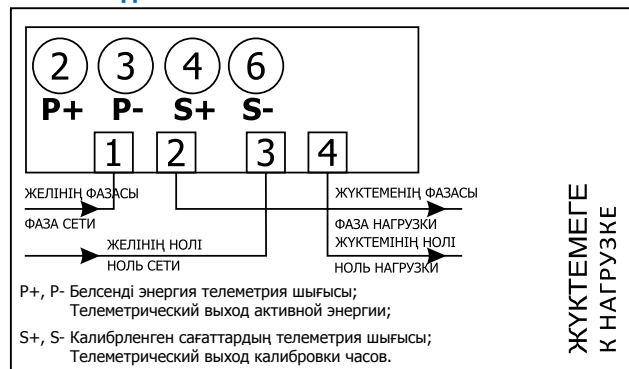 2 3 4 6
P+ P- S+ S-
1 2 3 4
ЖЕЛІНІҢ ФАЗАСЫ
ФАЗА СЕТИ
ЖҮКТЕМЕНІҢ ФАЗАСЫ
ФАЗА НАГРУЗКИ
ЖЕЛІНІҢ НОЛІ
НОЛЬ СЕТИ
ЖҮКТЕМІНІҢ НОЛІ
НОЛЬ НАГРУЗКИ
P+, P- Белсенді энергия телеметрия шығысы;
Телеметрический выход активной энергии;
S+, S- Калибрленген сағаттардың телеметрия шығысы;
Телеметрический выход калибровки часов.
ЖҮКТЕМЕГЕ
К НАГРУЗКЕ